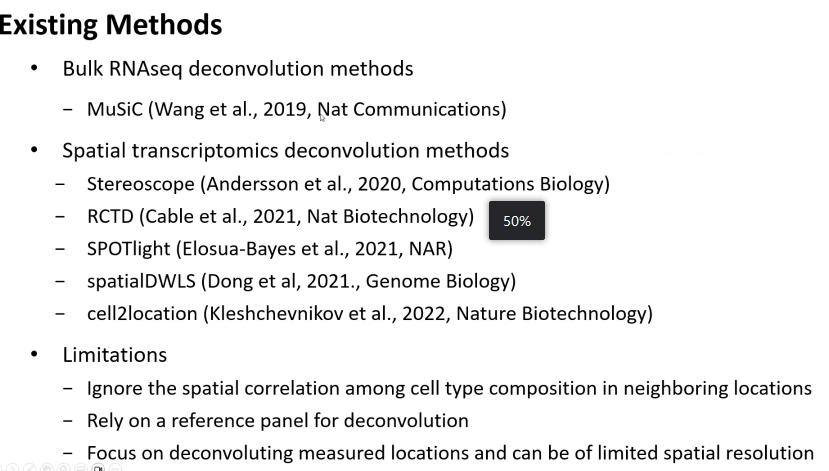 Existing Methods
• Bulk RNAseq deconvolution methods
– MuSiC (Wang et al., 2019, Nat Communications)
• Spatial transcriptomics deconvolution methods
– Stereoscope (Andersson et al., 2020, Computations Biology)
– RCTD (Cable et al., 2021, Nat Biotechnology)
50%
– SPOTlight (Elosua-Bayes et al., 2021, NAR)
– spatialDWLS (Dong et al, 2021., Genome Biology)
– cell2location (Kleshchevnikov et al., 2022, Nature Biotechnology)
• Limitations
– Ignore the spatial correlation among cell type composition in neighboring locations
– Rely on a reference panel for deconvolution
– Focus on deconvoluting measured locations and can be of limited spatial resolution